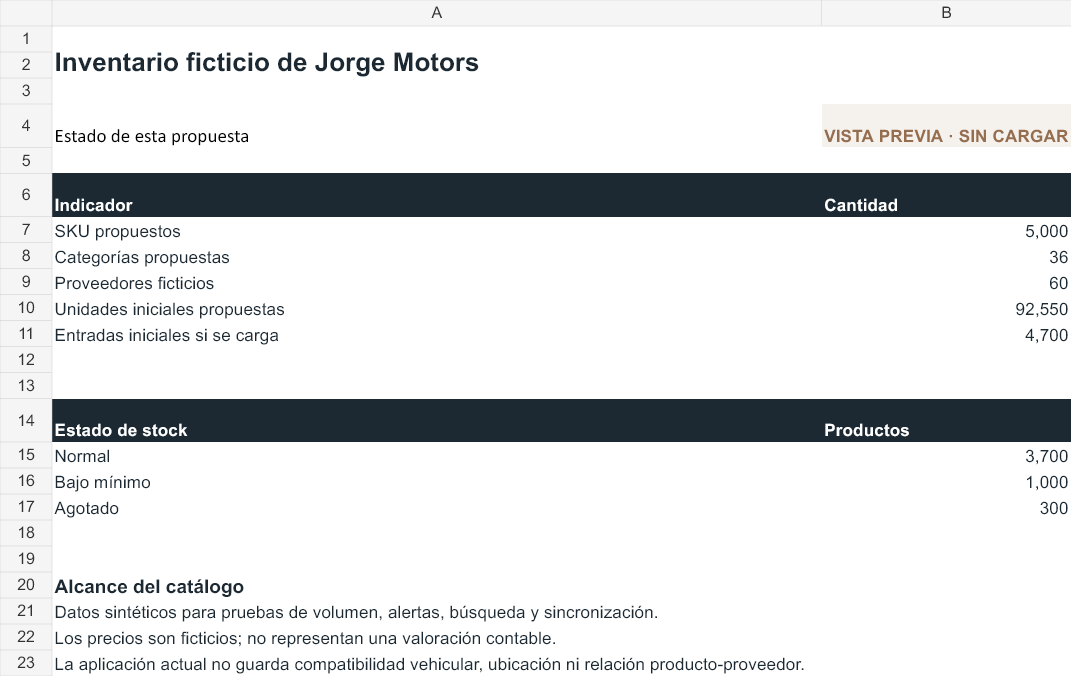 A B
1
2 Inventario ficticio de Jorge Motors
3
4 Estado de esta propuesta VISTA PREVIA · SIN CARGAR
5
6 Indicador Cantidad
7 SKU propuestos 5,000
8 Categorías propuestas 36
9 Proveedores ficticios 60
10 Unidades iniciales propuestas 92,550
11 Entradas iniciales si se carga 4,700
12
13
14 Estado de stock Productos
15 Normal 3,700
16 Bajo mínimo 1,000
17 Agotado 300
18
19
20 Alcance del catálogo
21 Datos sintéticos para pruebas de volumen, alertas, búsqueda y sincronización.
22 Los precios son ficticios; no representan una valoración contable.
23 La aplicación actual no guarda compatibilidad vehicular, ubicación ni relación producto-proveedor.